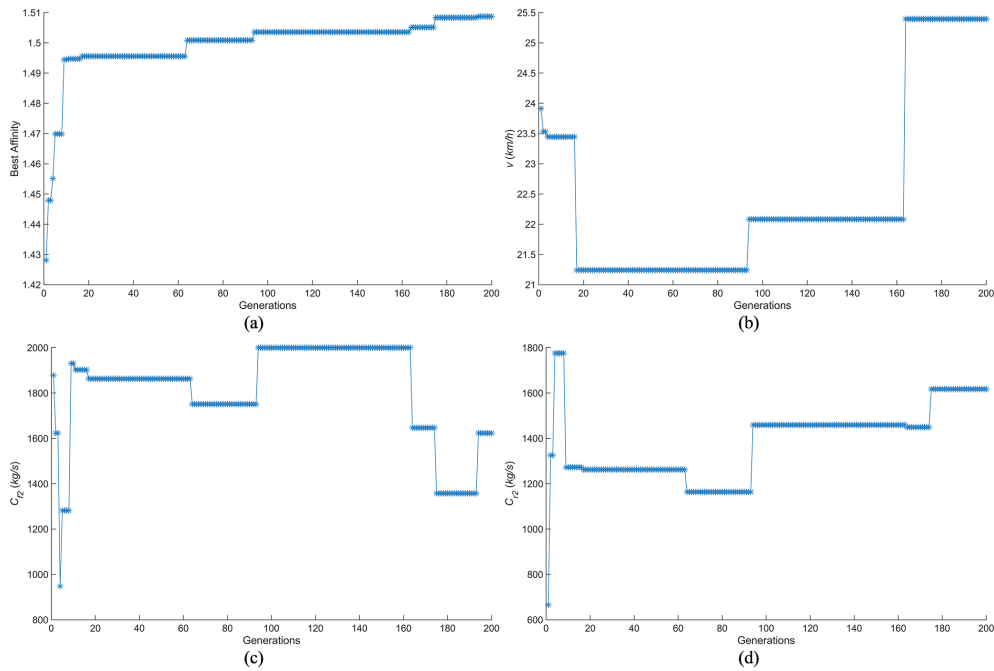 1.51
1.5
1.49
1.48
1.47
1.46
1.45
1.44
1.43
1.42
Best Affinity
0 20 40 60 80 100 120 140 160 180 200
Generations
(a)
25.5
25
24.5
24
23.5
23
22.5
22
21.5
21
v (km/h)
0 20 40 60 80 100 120 140 160 180 200
Generations
(b)
2000
1800
1600
1400
1200
1000
800
600
C_f2 (kg/s)
0 20 40 60 80 100 120 140 160 180 200
Generations
(c)
1800
1600
1400
1200
1000
800
600
C_r2 (kg/s)
0 20 40 60 80 100 120 140 160 180 200
Generations
(d)